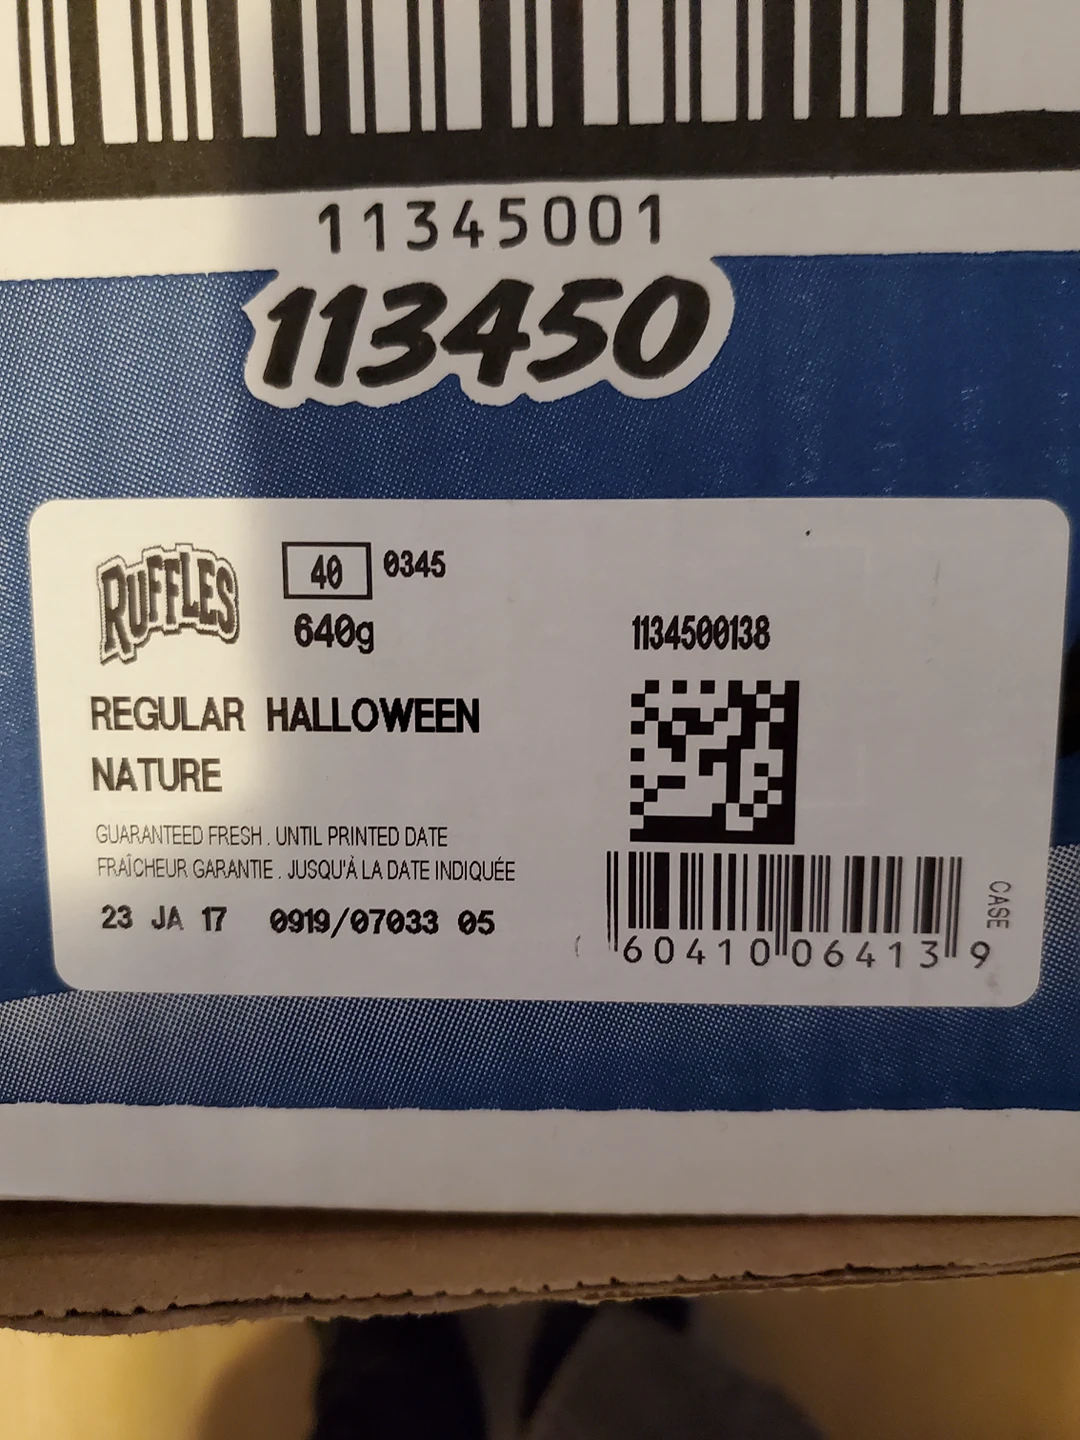 11345001
113450
RUFFLES
40 0345
640g
1134500138
REGULAR HALLOWEEN
NATURE
GUARANTEED FRESH . UNTIL PRINTED DATE
FRAÎCHEUR GARANTIE . JUSQU'À LA DATE INDIQUÉE
23 JA 17 0919/07033 05
CASE
60410 06413 9